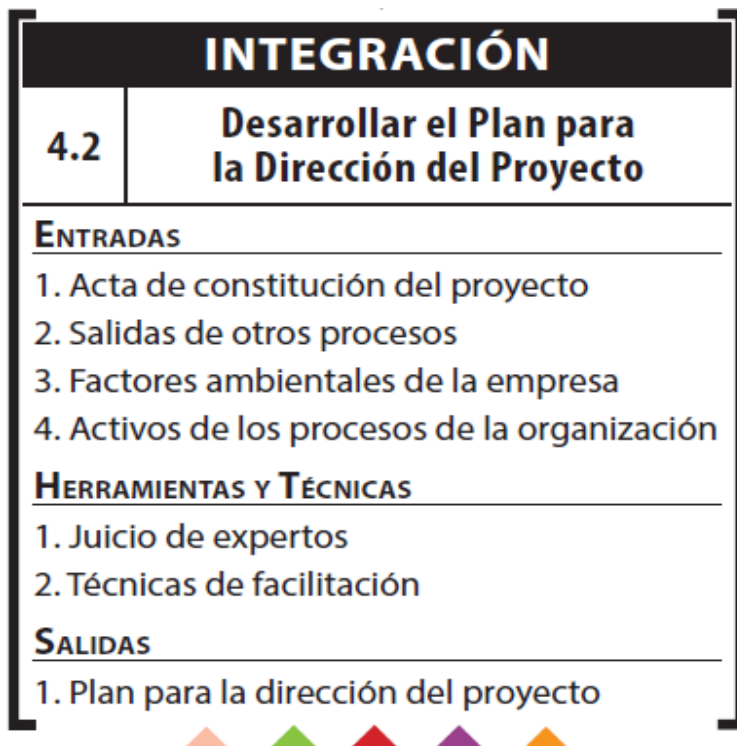 INTEGRACIÓN
4.2
Desarrollar el Plan para
la Dirección del Proyecto
ENTRADAS
1. Acta de constitución del proyecto
2. Salidas de otros procesos
3. Factores ambientales de la empresa
4. Activos de los procesos de la organización
HERRAMIENTAS Y TÉCNICAS
1. Juicio de expertos
2. Técnicas de facilitación
SALIDAS
1. Plan para la dirección del proyecto